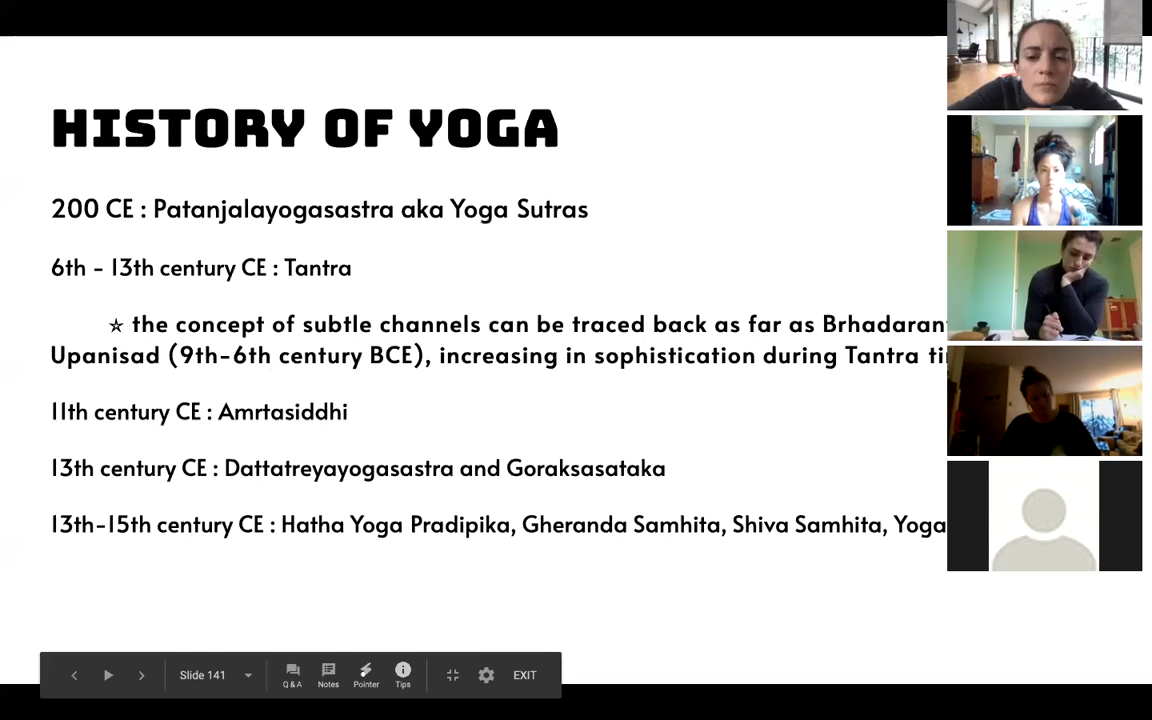 HISTORY OF YOGA
200 CE : Patanjalayogasastra aka Yoga Sutras
6th - 13th century CE : Tantra
☆ the concept of subtle channels can be traced back as far as
Upanisad (9th-6th century BCE), increasing in sophistication during Tantra
11th century CE : Amrtasiddhi
13th century CE : Dattatreyayogasastra and Goraksasataka
13th-15th century CE : Hatha Yoga Pradipika, Gheranda Samhita, Shiva Samhita, Yoga
Slide 141
Q & A Notes Pointer Tips EXIT